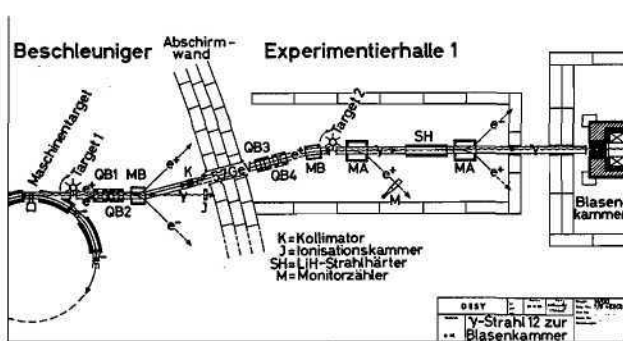 Beschleuniger
Abschirm-
wand
Experimentierhalle 1
Maschinentarget
Target 1
e+
QB1
MB
QB2
e-
K
γ
J
GeV
QB3
e+
QB4
MB
Target 2
MA
SH
MA
e-
γ
e+
e+
M
Blasen-
kammer
K=Kollimator
J=Ionisationskammer
SH=LiH-Strahlhärter
M=Monitorzähler
DESY
γ-Strahl 12 zur
Blasenkammer